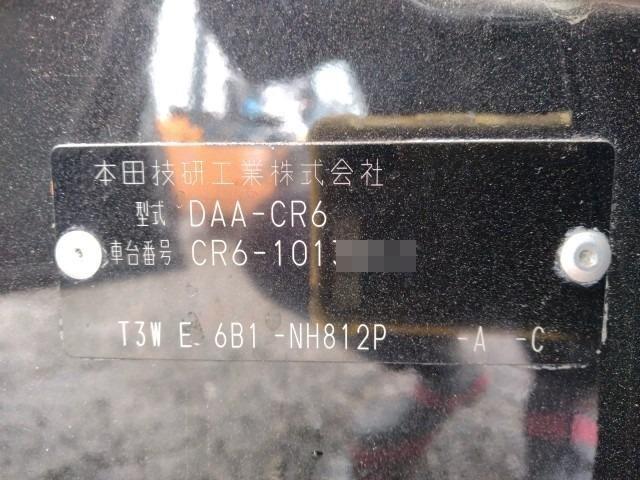 本田技研工業株式会社
型式 DAA-CR6
車台番号 CR6-101
T3W E 6B1 -NH812P -A -C